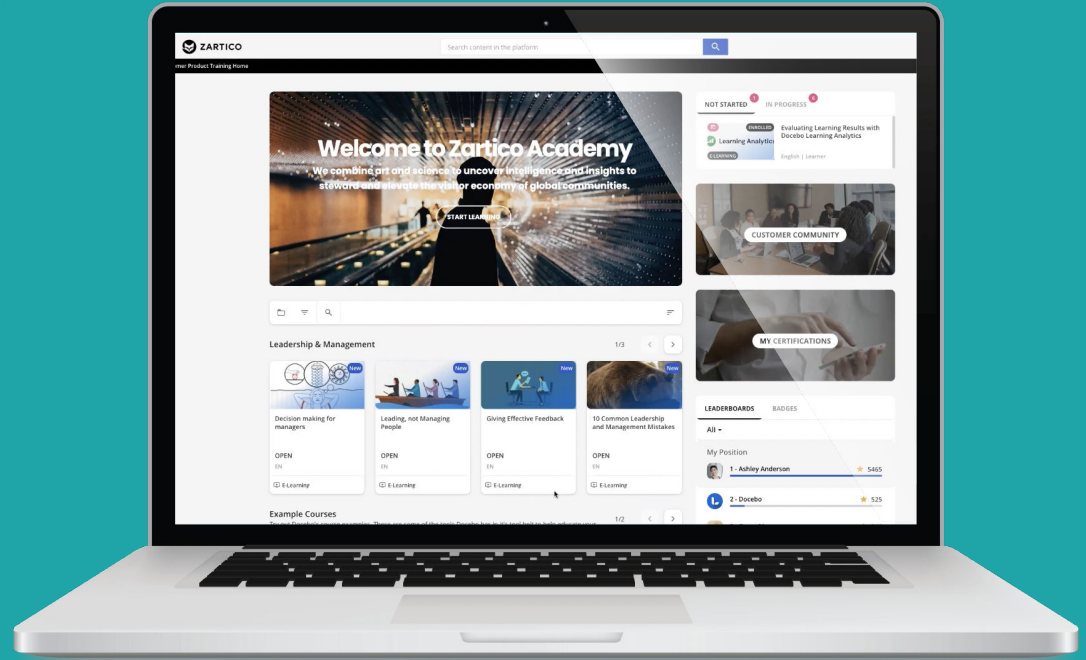 ZARTICO
Search content in the platform
mer Product Training Home
Welcome to Zartico Academy
We combine art and science to uncover intelligence and insights to
steward and elevate the visitor economy of global communities.
START LEARNING
NOT STARTED 1 IN PROGRESS
ENROLLED
Learning Analytics
E-LEARNING
Evaluating Learning Results with
Docebo Learning Analytics
English | Learner
CUSTOMER COMMUNITY
MY CERTIFICATIONS
Leadership & Management 1/3
New
Decision making for
managers
OPEN
EN
E-Learning
New
Leading, not Managing
People
OPEN
EN
E-Learning
New
Giving Effective Feedback
OPEN
EN
E-Learning
New
10 Common Leadership
and Management Mistakes
OPEN
EN
E-Learning
Example Courses 1/2
LEADERBOARDS BADGES
All
My Position
1 - Ashley Anderson 5465
2 - Docebo 525